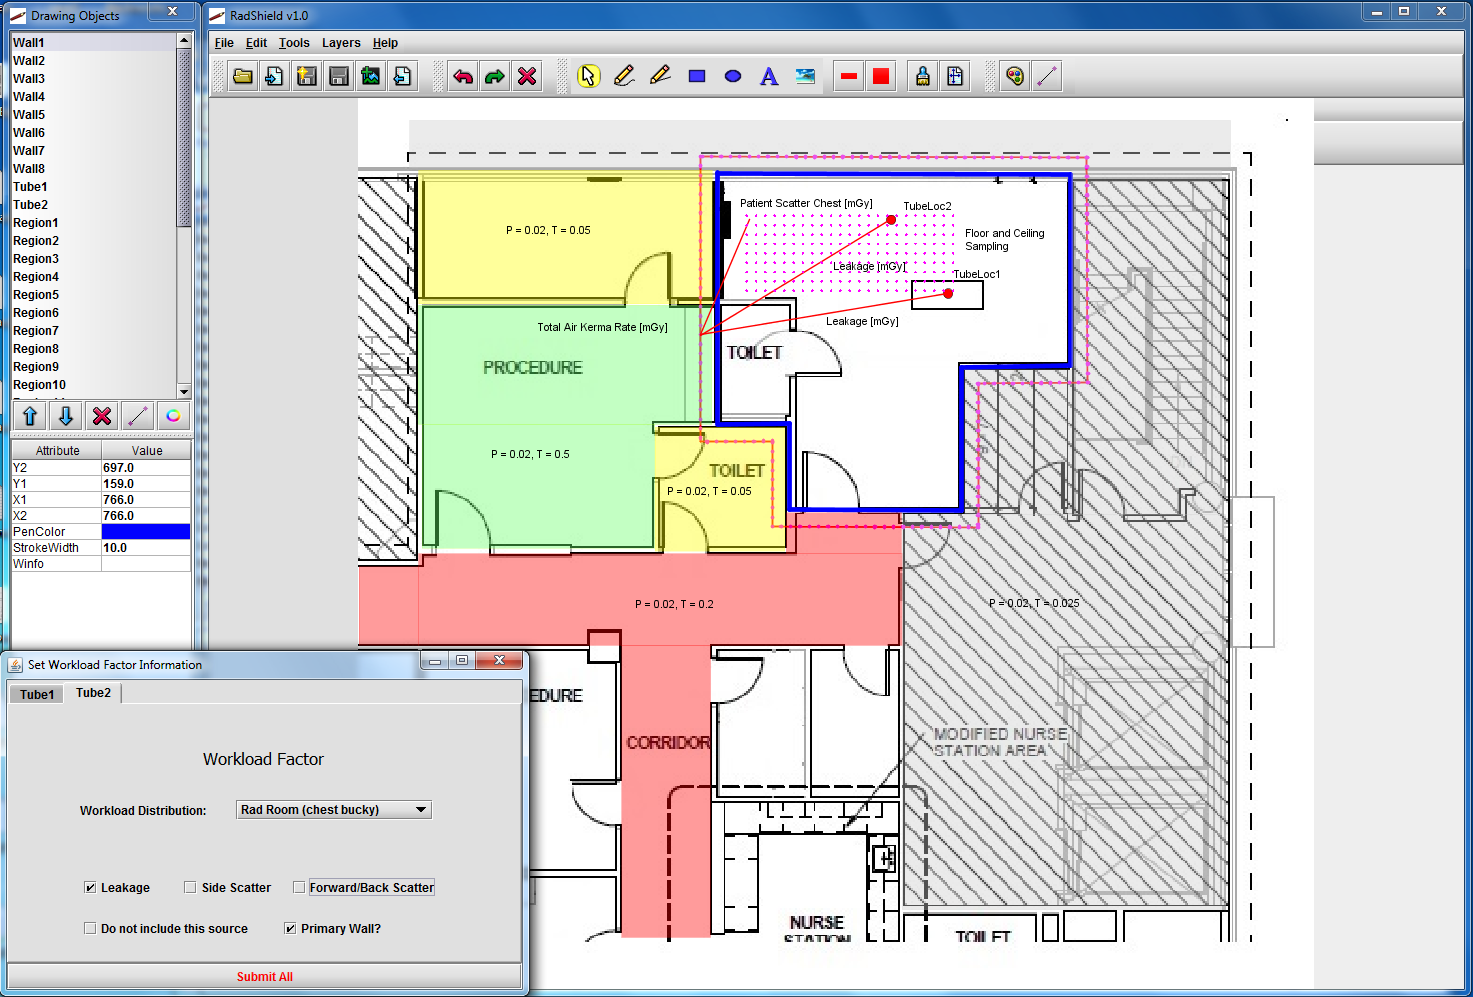 Drawing Objects
RadShield v1.0
File Edit Tools Layers Help
Wall1
Wall2
Wall3
Wall4
Wall5
Wall6
Wall7
Wall8
Tube1
Tube2
Region1
Region2
Region3
Region4
Region5
Region6
Region7
Region8
Region9
Region10
Attribute Value
Y2 697.0
Y1 159.0
X1 766.0
X2 766.0
PenColor
StrokeWidth 10.0
Winfo
Patient Scatter Chest [mGy]
TubeLoc2
P = 0.02, T = 0.05
Floor and Ceiling
Sampling
Leakage [mGy]
TubeLoc1
Leakage [mGy]
Total Air Kerma Rate [mGy]
TOILET
PROCEDURE
P = 0.02, T = 0.5
TOILET
P = 0.02, T = 0.05
P = 0.02, T = 0.2
P = 0.02, T = 0.025
EDURE
CORRIDOR
MODIFIED NURSE
STATION AREA
NURSE
STATION
TOILET
Set Workload Factor Information
Tube1 Tube2
Workload Factor
Workload Distribution: Rad Room (chest bucky)
Leakage Side Scatter Forward/Back Scatter
Do not include this source Primary Wall?
Submit All